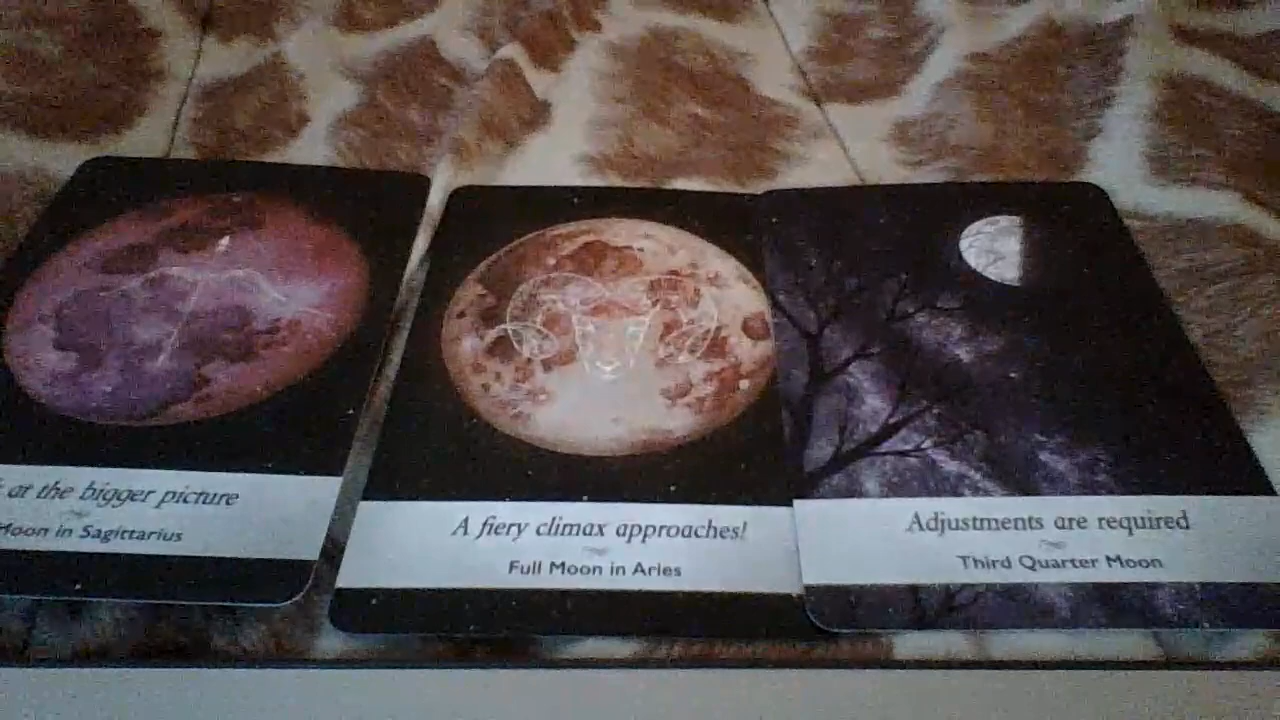 at the bigger picture
Moon in Sagittarius
A fiery climax approaches!
Full Moon in Aries
Adjustments are required
Third Quarter Moon